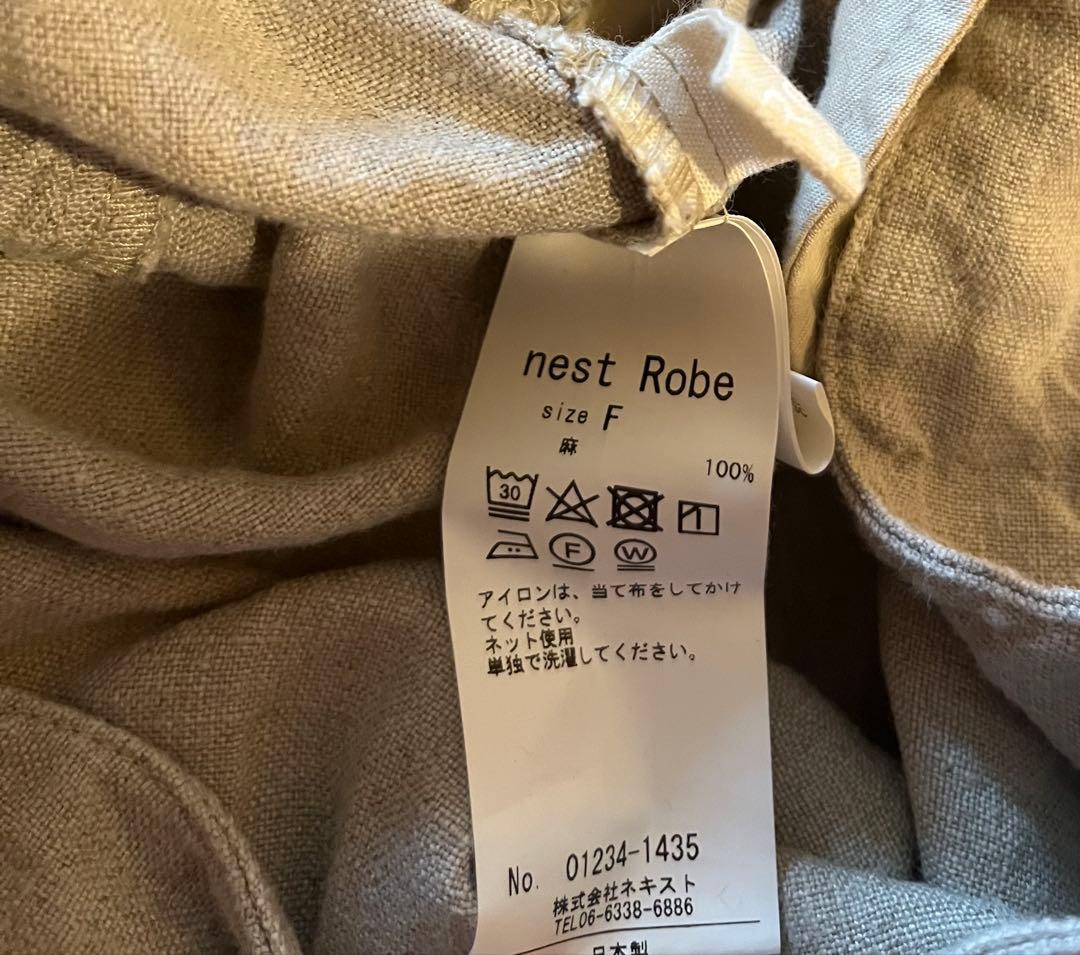 nest Robe
size F
麻
100%
30
F W
アイロンは、当て布をしてかけ
てください。
ネット使用
単独で洗濯してください。
No. 01234-1435
株式会社ネキスト
TEL06-6338-6886
日本製